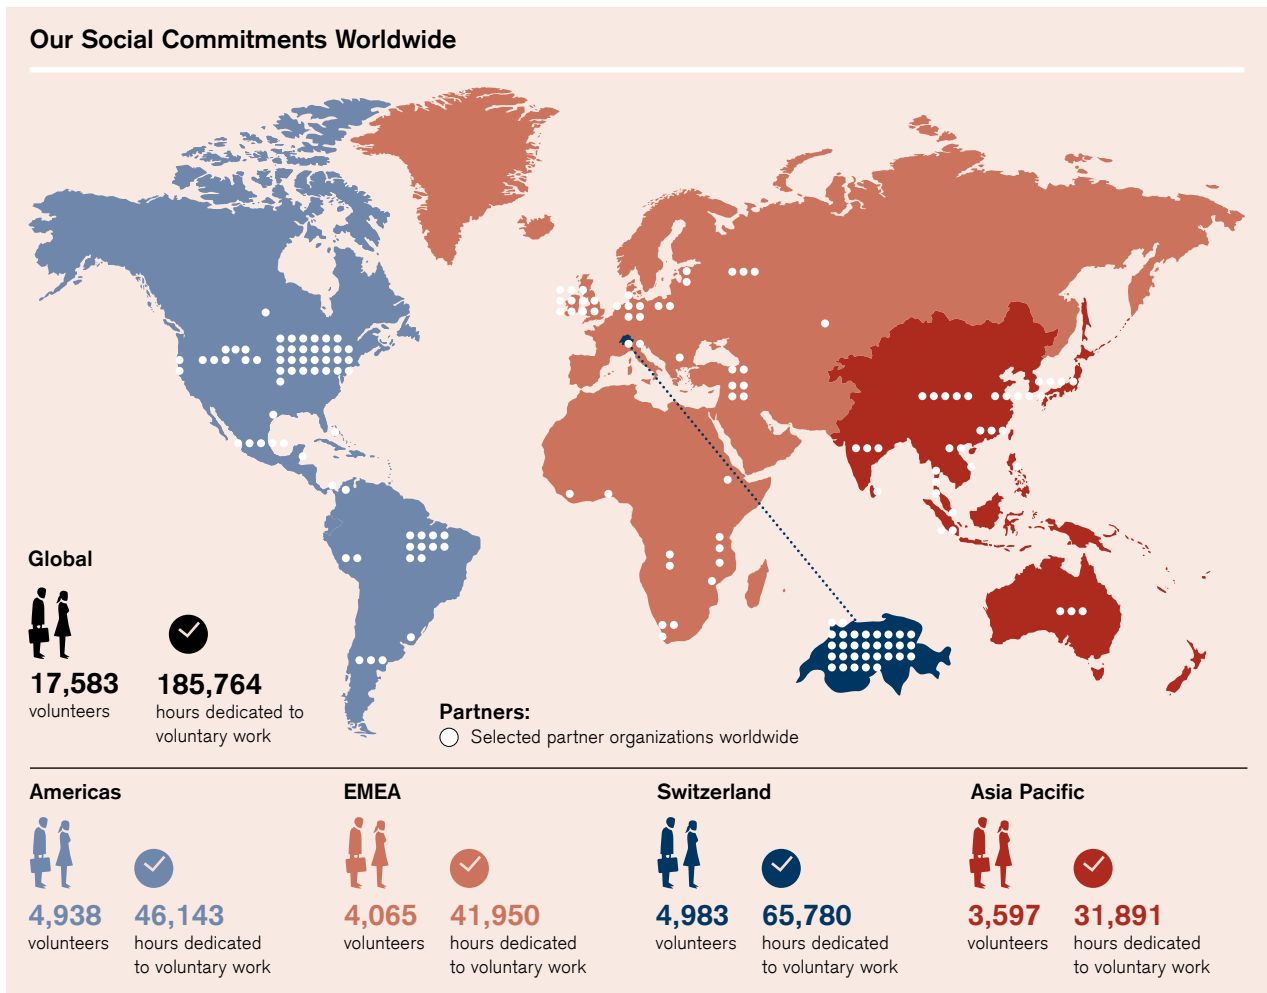 Our Social Commitments Worldwide
Global
17,583
volunteers
185,764
hours dedicated to
voluntary work
Partners:
Selected partner organizations worldwide
Americas
4,938
volunteers
46,143
hours dedicated
to voluntary work
EMEA
4,065
volunteers
41,950
hours dedicated
to voluntary work
Switzerland
4,983
volunteers
65,780
hours dedicated
to voluntary work
Asia Pacific
3,597
volunteers
31,891
hours dedicated
to voluntary work